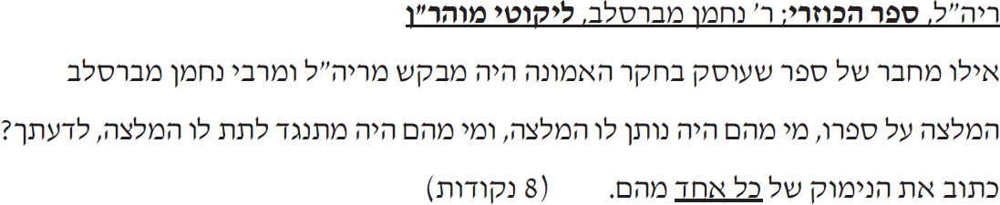 ריה"ל, ספר הכוזרי; ר' נחמן מברסלב, ליקוטי מוהר"ן
אילו מחבר של ספר שעוסק בחקר האמונה היה מבקש מריה"ל ומרבי נחמן מברסלב
המלצה על ספרו, מי מהם היה נותן לו המלצה, ומי מהם היה מתנגד לתת לו המלצה, לדעתך?
כתוב את הנימוק של כל אחד מהם. (8 נקודות)